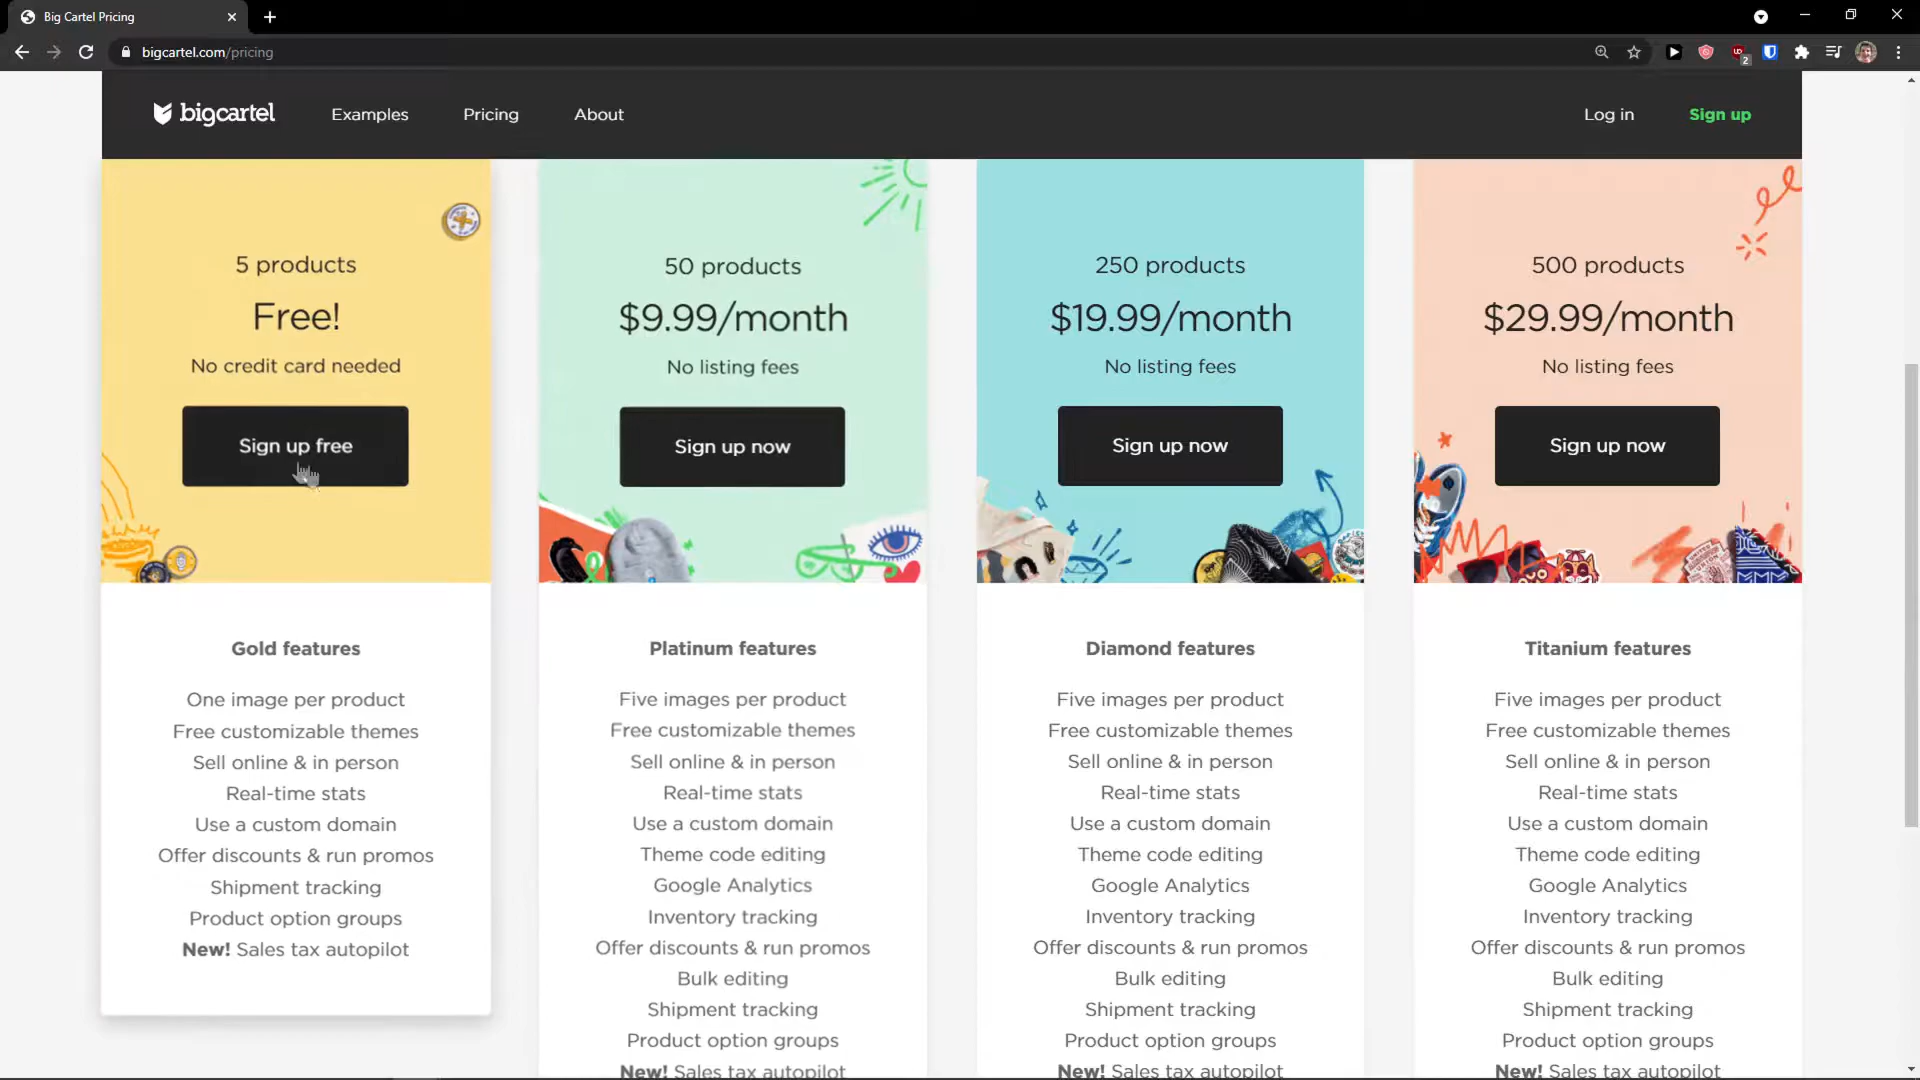 Big Cartel Pricing
bigcartel.com/pricing
2
bigcartel
Examples
Pricing
About
Log in
Sign up
5 products
Free!
No credit card needed
Sign up free
Gold features
One image per product
Free customizable themes
Sell online & in person
Real-time stats
Use a custom domain
Offer discounts & run promos
Shipment tracking
Product option groups
New! Sales tax autopilot
50 products
$9.99/month
No listing fees
Sign up now
Platinum features
Five images per product
Free customizable themes
Sell online & in person
Real-time stats
Use a custom domain
Theme code editing
Google Analytics
Inventory tracking
Offer discounts & run promos
Bulk editing
Shipment tracking
Product option groups
New! Sales tax autopilot
250 products
$19.99/month
No listing fees
Sign up now
Diamond features
Five images per product
Free customizable themes
Sell online & in person
Real-time stats
Use a custom domain
Theme code editing
Google Analytics
Inventory tracking
Offer discounts & run promos
Bulk editing
Shipment tracking
Product option groups
New! Sales tax autopilot
500 products
$29.99/month
No listing fees
Sign up now
Titanium features
Five images per product
Free customizable themes
Sell online & in person
Real-time stats
Use a custom domain
Theme code editing
Google Analytics
Inventory tracking
Offer discounts & run promos
Bulk editing
Shipment tracking
Product option groups
New! Sales tax autopilot